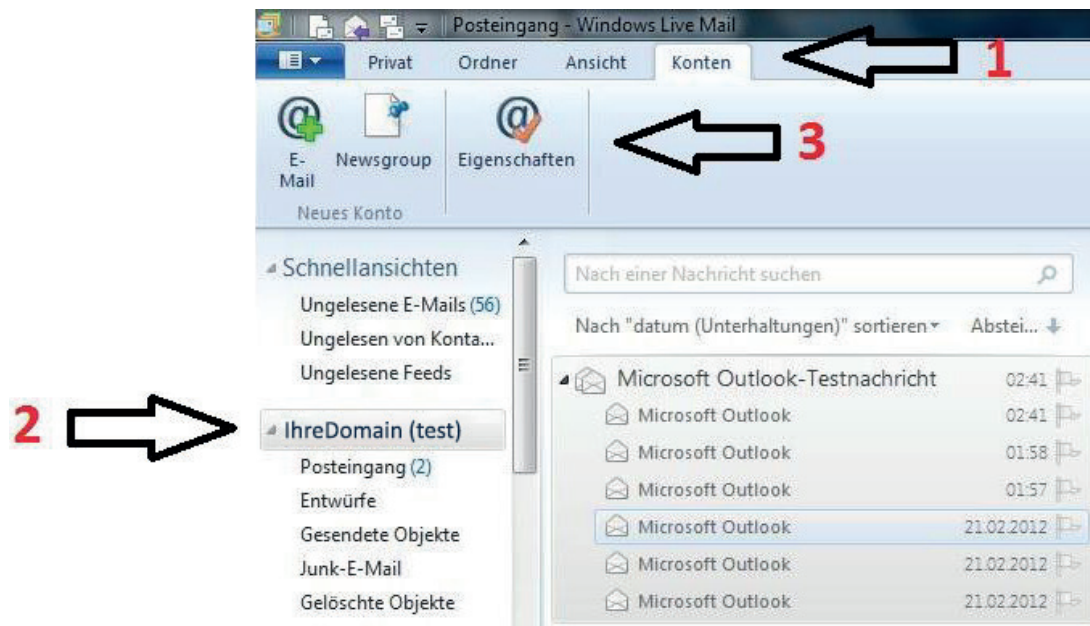 Posteingang - Windows Live Mail
Privat Ordner Ansicht Konten
1
E-Mail Newsgroup Eigenschaften
3
Neues Konto
Schnellansichten
Ungelesene E-Mails (56)
Ungelesen von Konta...
Ungelesene Feeds
2
IhreDomain (test)
Posteingang (2)
Entwürfe
Gesendete Objekte
Junk-E-Mail
Gelöschte Objekte
Nach einer Nachricht suchen
Nach "datum (Unterhaltungen)" sortieren Abstei...
Microsoft Outlook-Testnachricht 02:41
Microsoft Outlook 02:41
Microsoft Outlook 01:58
Microsoft Outlook 01:57
Microsoft Outlook 21.02.2012
Microsoft Outlook 21.02.2012
Microsoft Outlook 21.02.2012